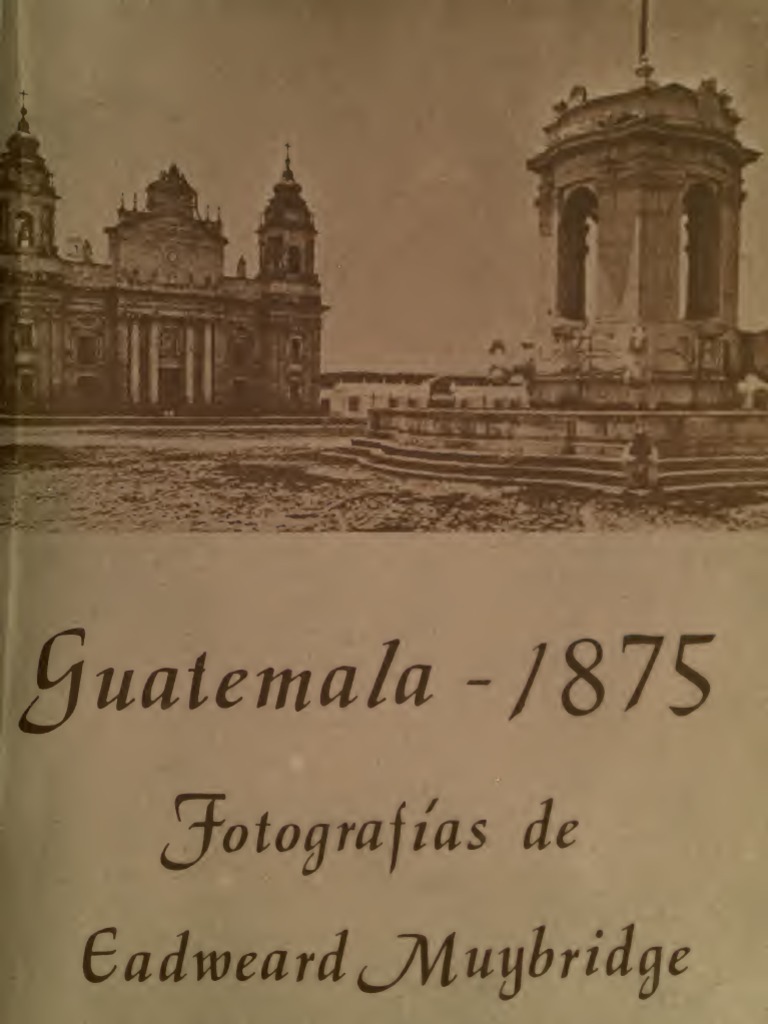 Guatemala - 1875
Fotografías de
Eadweard Muybridge